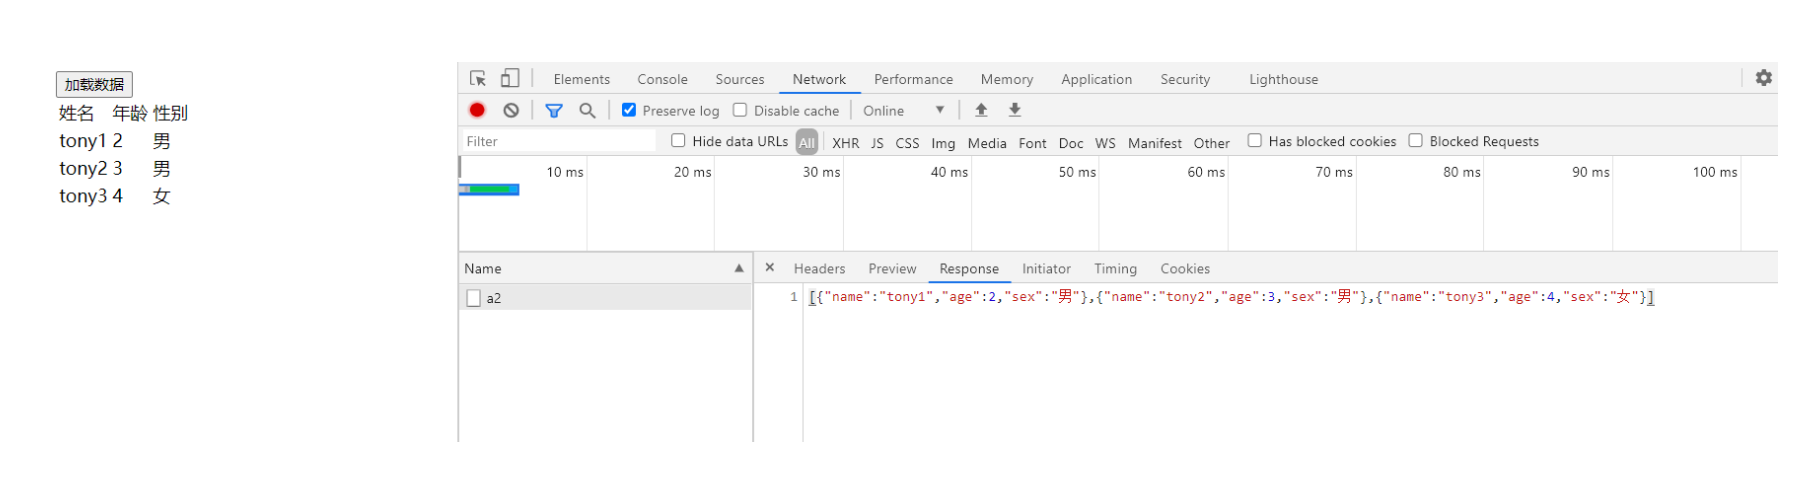 加载数据
姓名 年龄 性别
tony1 2 男
tony2 3 男
tony3 4 女
Elements Console Sources Network Performance Memory Application Security Lighthouse
Preserve log Disable cache Online
Filter Hide data URLs All XHR JS CSS Img Media Font Doc WS Manifest Other Has blocked cookies Blocked Requests
10 ms 20 ms 30 ms 40 ms 50 ms 60 ms 70 ms 80 ms 90 ms 100 ms
Name Headers Preview Response Initiator Timing Cookies
a2
1 [{"name":"tony1","age":2,"sex":"男"},{"name":"tony2","age":3,"sex":"男"},{"name":"tony3","age":4,"sex":"女"}]